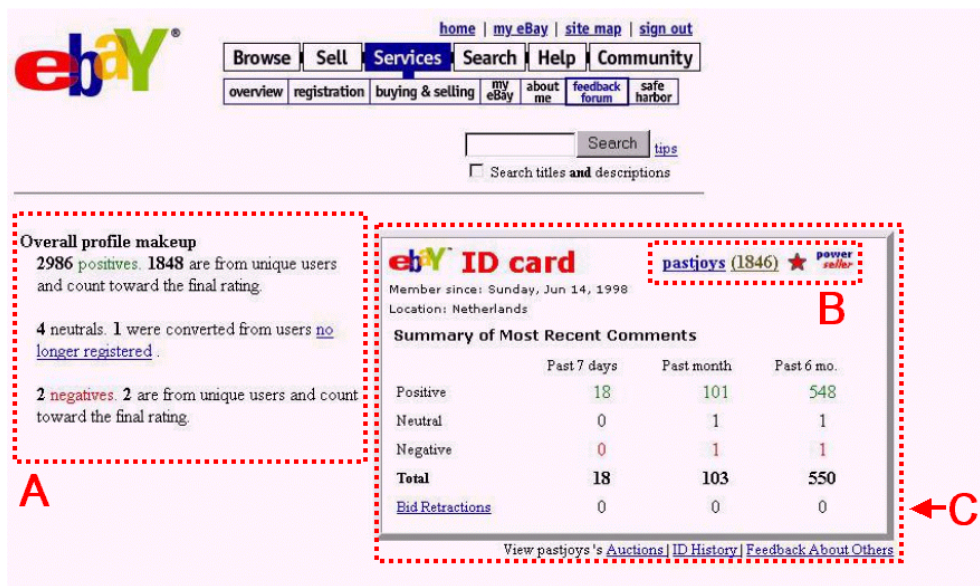 home | my eBay | site map | sign out
ebaY®
Browse Sell Services Search Help Community
overview registration buying & selling my eBay about me feedback forum safe harbor
Search tips
Search titles and descriptions
Overall profile makeup
2986 positives. 1848 are from unique users
and count toward the final rating.
4 neutrals. 1 were converted from users no
longer registered .
2 negatives. 2 are from unique users and count
toward the final rating.
A
ebaY™ ID card pastjoys (1846) power seller
B
Member since: Sunday, Jun 14, 1998
Location: Netherlands
Summary of Most Recent Comments
Past 7 days Past month Past 6 mo.
Positive 18 101 548
Neutral 0 1 1
Negative 0 1 1
Total 18 103 550
Bid Retractions 0 0 0
C
View pastjoys 's Auctions | ID History | Feedback About Others